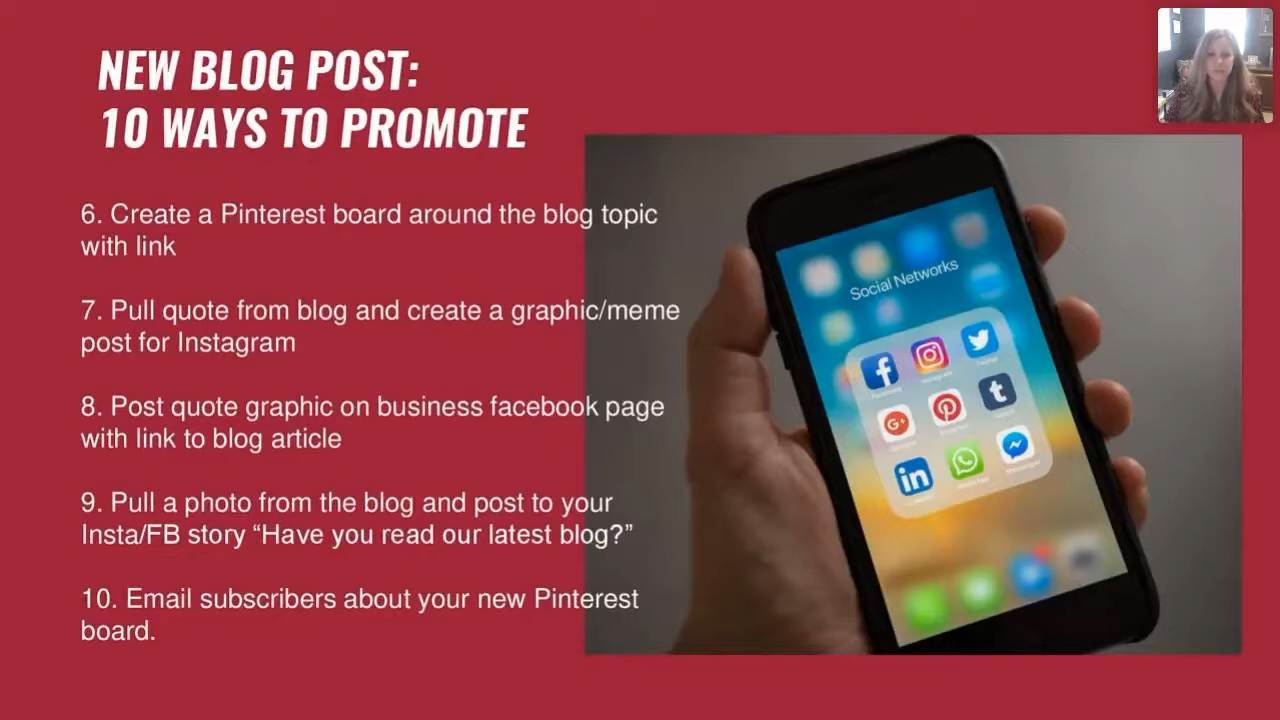 NEW BLOG POST:
10 WAYS TO PROMOTE
6. Create a Pinterest board around the blog topic
with link
7. Pull quote from blog and create a graphic/meme
post for Instagram
8. Post quote graphic on business facebook page
with link to blog article
9. Pull a photo from the blog and post to your
Insta/FB story “Have you read our latest blog?”
10. Email subscribers about your new Pinterest
board.
Social Networks